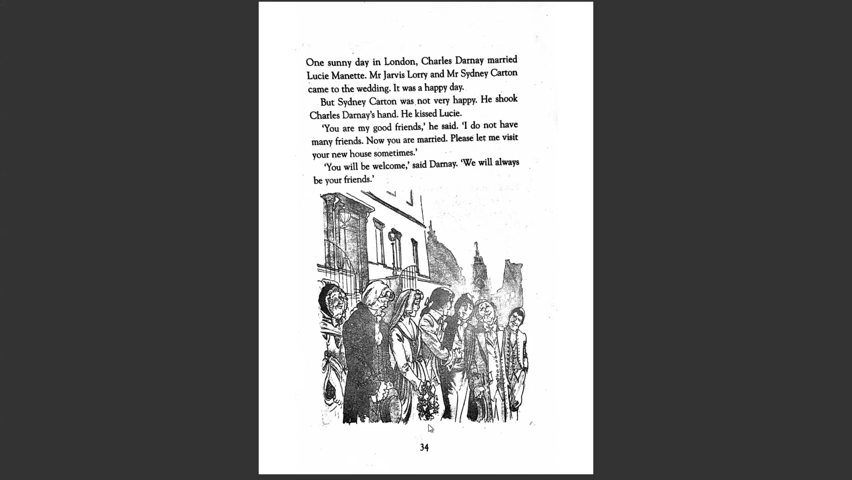 One sunny day in London, Charles Darnay married
Lucie Manette. Mr Jarvis Lorry and Mr Sydney Carton
came to the wedding. It was a happy day.
But Sydney Carton was not very happy. He shook
Charles Darnay's hand. He kissed Lucie.
'You are my good friends,' he said. 'I do not have
many friends. Now you are married. Please let me visit
your new house sometimes.'
'You will be welcome,' said Darnay. 'We will always
be your friends.'
34